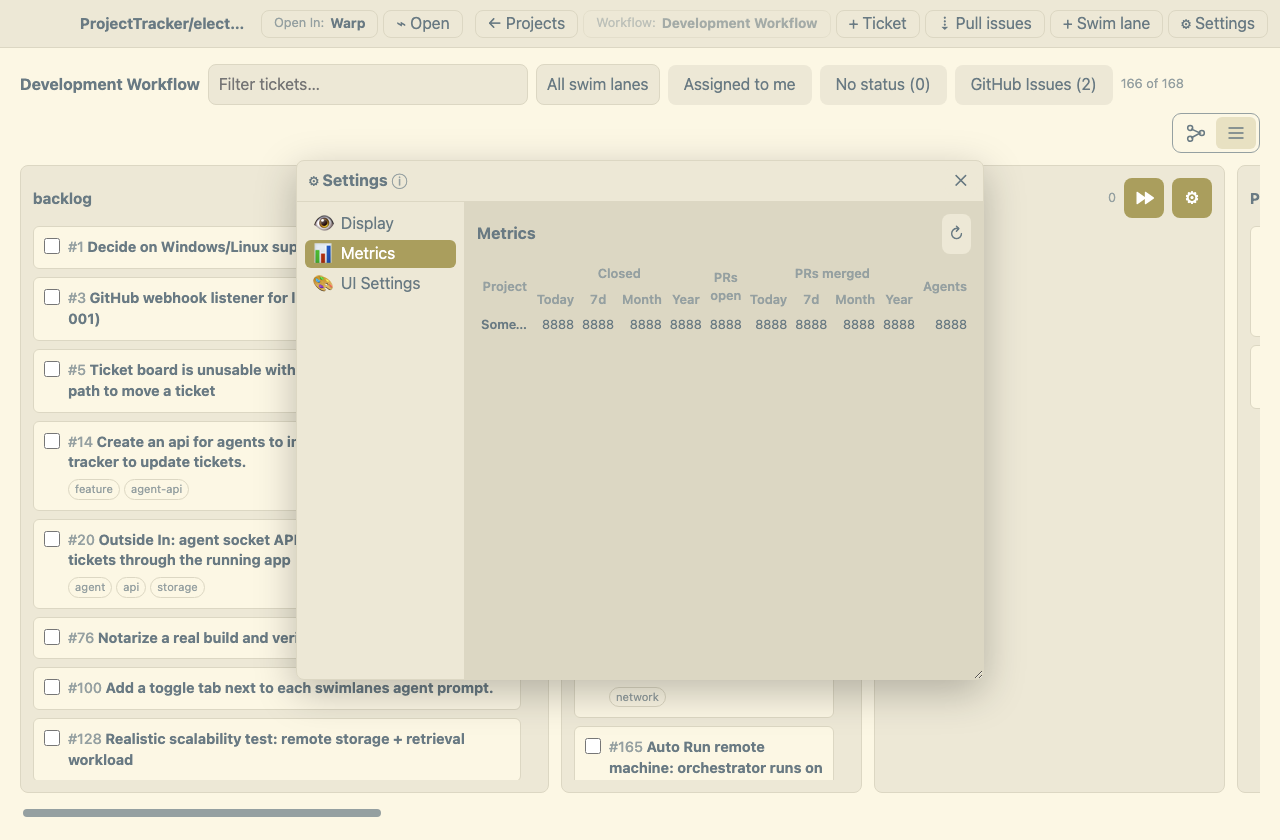 ProjectTracker/elect...
Open In: Warp
Open
← Projects
Workflow: Development Workflow
+ Ticket
⇣ Pull issues
+ Swim lane
⚙ Settings
Development Workflow
Filter tickets...
All swim lanes
Assigned to me
No status (0)
GitHub Issues (2)
166 of 168
backlog
#1 Decide on Windows/Linux sup
#3 GitHub webhook listener for
001)
#5 Ticket board is unusable with
path to move a ticket
#14 Create an api for agents to
tracker to update tickets.
feature
agent-api
#20 Outside In: agent socket API
tickets through the running app
agent
api
storage
#76 Notarize a real build and veri
#100 Add a toggle tab next to each swimlanes agent prompt.
#128 Realistic scalability test: remote storage + retrieval
workload
⚙ Settings ⓘ
Display
Metrics
UI Settings
Metrics
Project
Closed
PRs open
PRs merged
Agents
Today 7d Month Year
Today 7d Month Year
Some... 8888 8888 8888 8888 8888 8888 8888 8888 8888 8888
network
#165 Auto Run remote
machine: orchestrator runs on
0
P